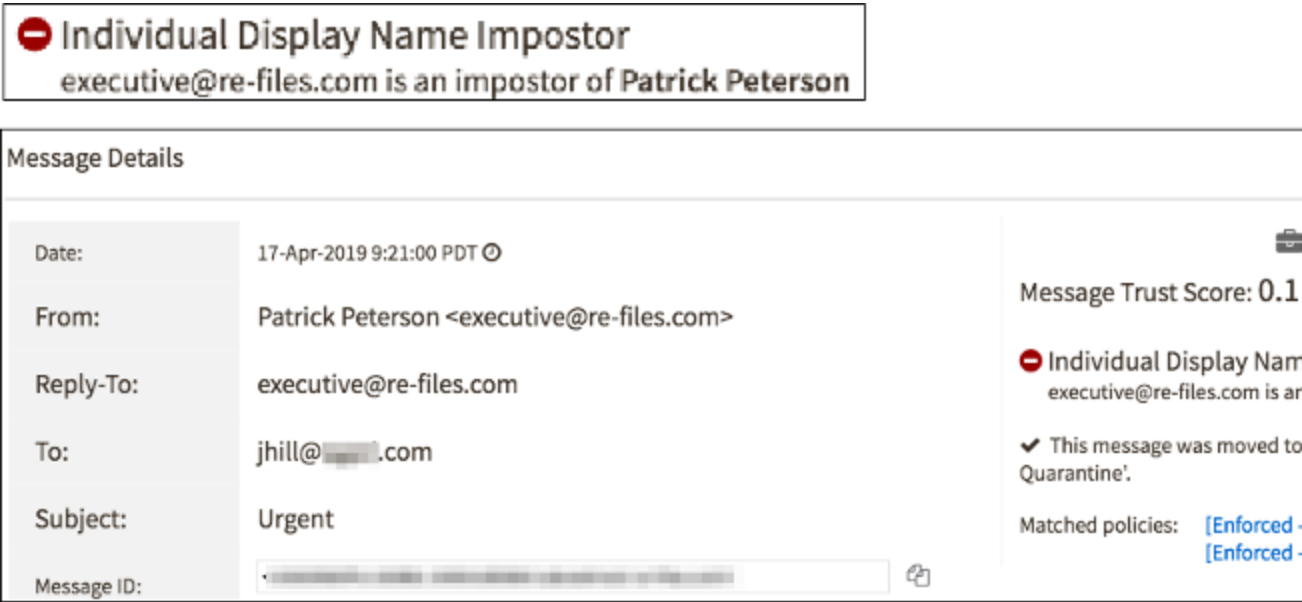 Individual Display Name Impostor
executive@re-files.com is an impostor of Patrick Peterson
Message Details
Date: 17-Apr-2019 9:21:00 PDT
From: Patrick Peterson <executive@re-files.com>
Reply-To: executive@re-files.com
To: jhill@ .com
Subject: Urgent
Message ID:
Message Trust Score: 0.1
Individual Display Nam
executive@re-files.com is an
This message was moved to
Quarantine'.
Matched policies: [Enforced -
[Enforced -